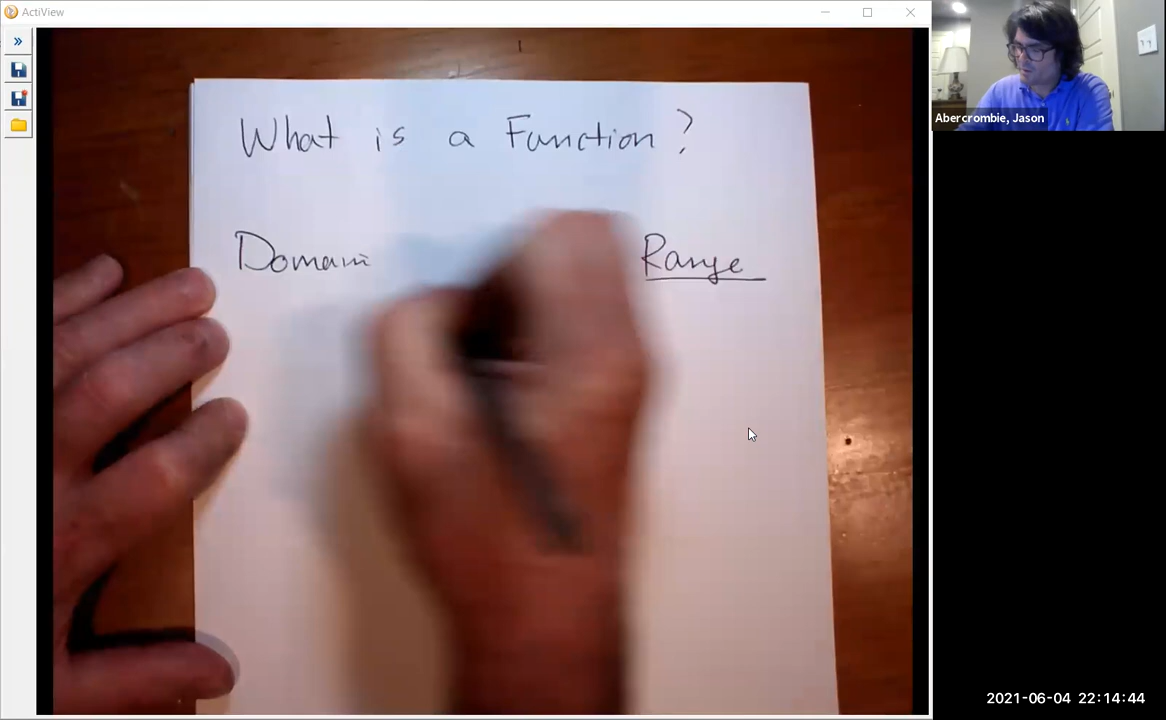 ActiView
»
What is a Function?
Domain Range
Abercrombie, Jason
2021-06-04 22:14:44